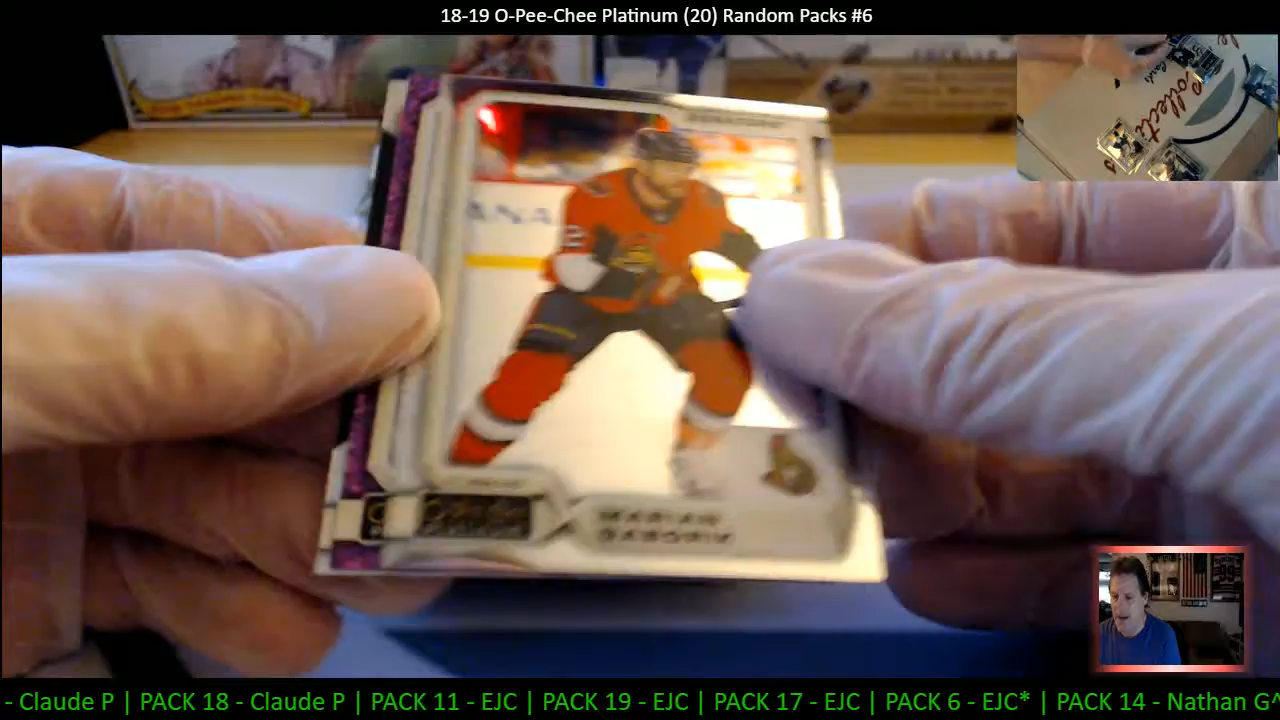 18-19 O-Pee-Chee Platinum (20) Random Packs #6
ANA
MARIAN
GABORIK
- Claude P | PACK 18 - Claude P | PACK 11 - EJC | PACK 19 - EJC | PACK 17 - EJC | PACK 6 - EJC* | PACK 14 - Nathan G